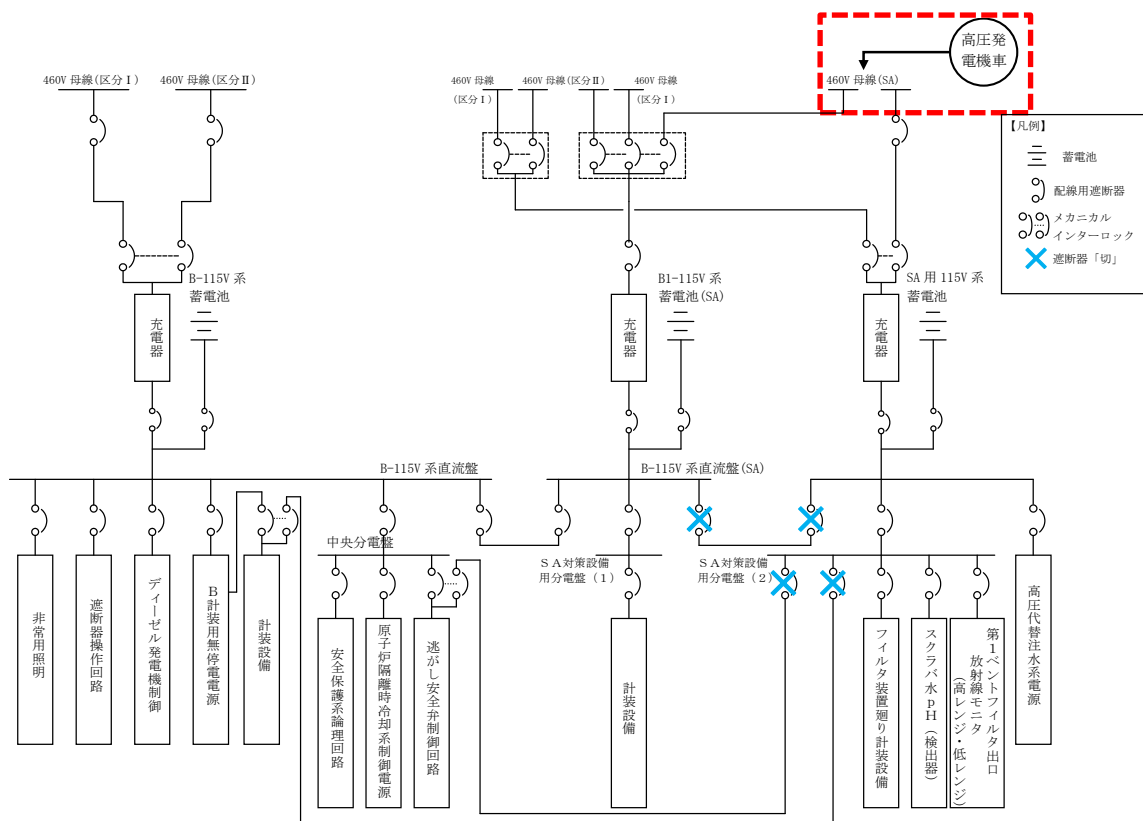 高圧発
電機車
460V 母線(区分Ⅰ)
460V 母線(区分Ⅱ)
460V 母線
(区分Ⅰ)
460V 母線(区分Ⅱ)
460V 母線
(区分Ⅰ)
460V 母線(SA)
【凡例】
蓄電池
配線用遮断器
メカニカル
インターロック
遮断器「切」
B-115V 系
蓄電池
B1-115V 系
蓄電池(SA)
SA 用 115V 系
蓄電池
充電器
充電器
充電器
B-115V 系直流盤
B-115V 系直流盤(SA)
中央分電盤
SA対策設備
用分電盤(1)
SA対策設備
用分電盤(2)
非常用照明
遮断器操作回路
ディーゼル発電機制御
B計装用無停電電源
計装設備
安全保護系論理回路
原子炉隔離時冷却系制御電源
逃がし安全弁制御回路
計装設備
フィルタ装置廻り計装設備
スクラバ水pH(検出器)
第1ベントフィルタ出口
放射線モニタ
(高レンジ・低レンジ)
高圧代替注水系電源